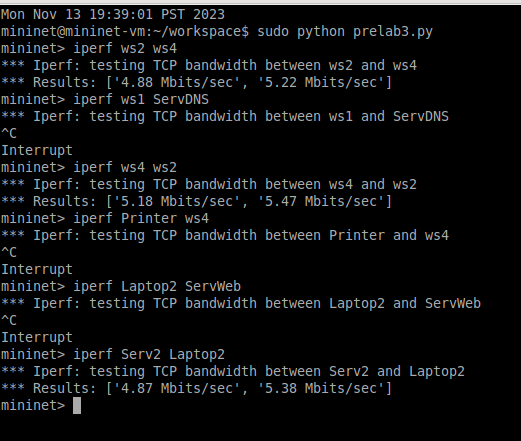 Mon Nov 13 19:39:01 PST 2023
mininet@mininet-vm:~/workspace$ sudo python prelab3.py
mininet> iperf ws2 ws4
*** Iperf: testing TCP bandwidth between ws2 and ws4
*** Results: ['4.88 Mbits/sec', '5.22 Mbits/sec']
mininet> iperf ws1 ServDNS
*** Iperf: testing TCP bandwidth between ws1 and ServDNS
^C
Interrupt
mininet> iperf ws4 ws2
*** Iperf: testing TCP bandwidth between ws4 and ws2
*** Results: ['5.18 Mbits/sec', '5.47 Mbits/sec']
mininet> iperf Printer ws4
*** Iperf: testing TCP bandwidth between Printer and ws4
^C
Interrupt
mininet> iperf Laptop2 ServWeb
*** Iperf: testing TCP bandwidth between Laptop2 and ServWeb
^C
Interrupt
mininet> iperf Serv2 Laptop2
*** Iperf: testing TCP bandwidth between Serv2 and Laptop2
*** Results: ['4.87 Mbits/sec', '5.38 Mbits/sec']
mininet>